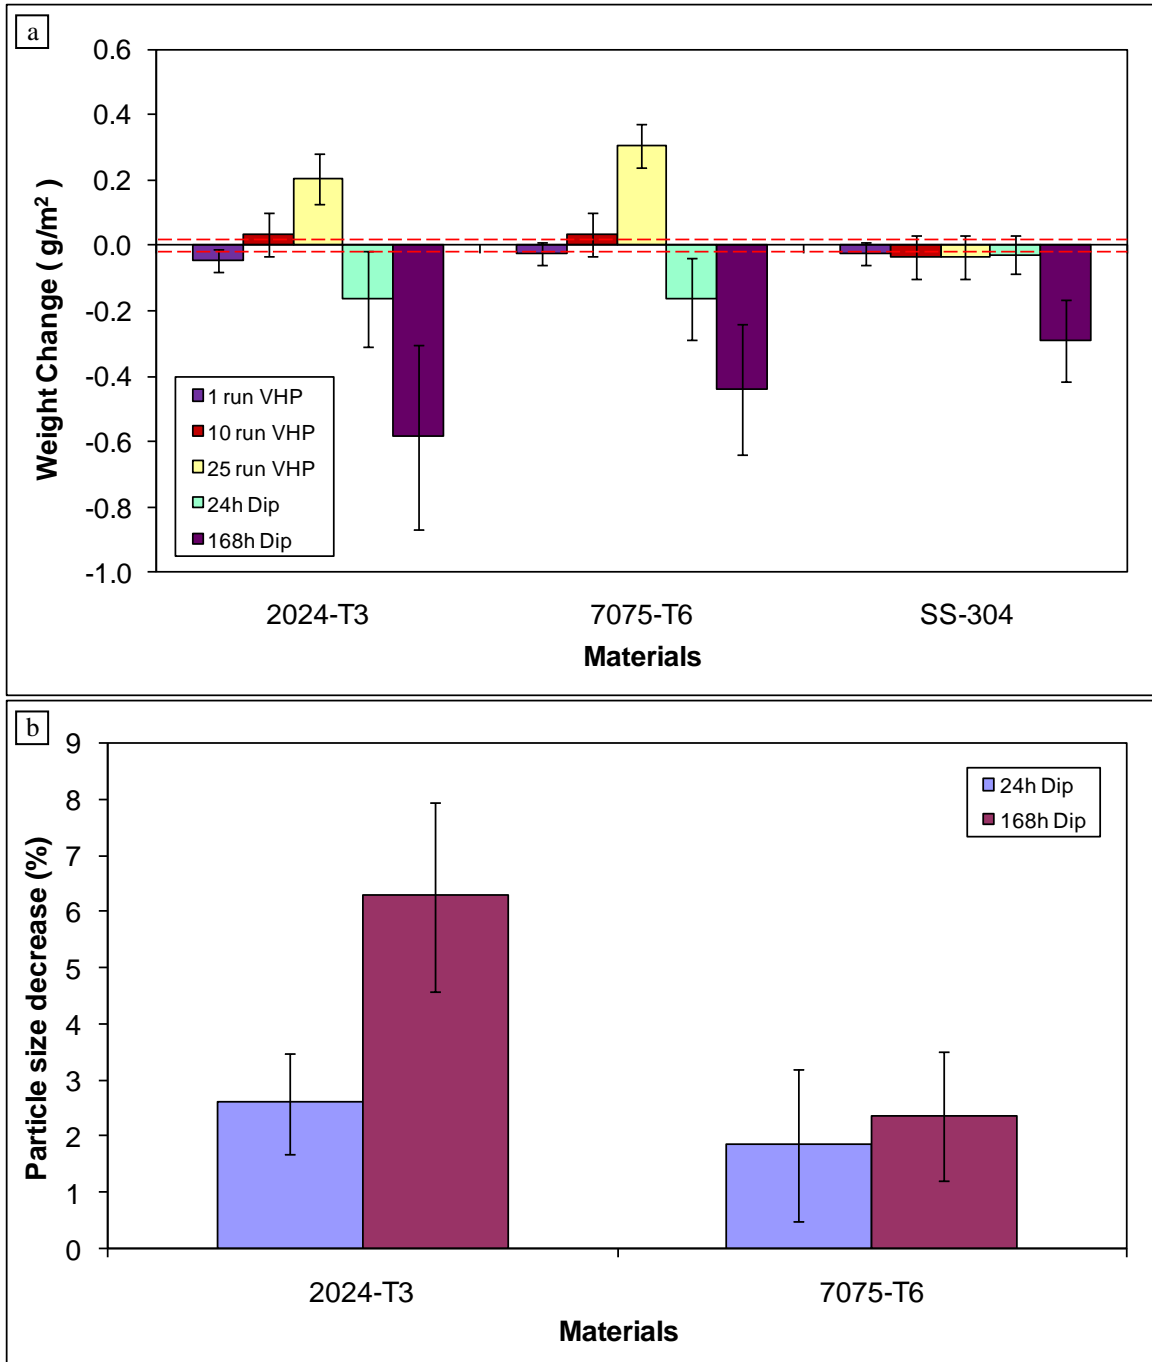 a
0.6
0.4
0.2
0.0
-0.2
-0.4
-0.6
-0.8
-1.0
Weight Change ( g/m² )
1 run VHP
10 run VHP
25 run VHP
24h Dip
168h Dip
2024-T3 7075-T6 SS-304
Materials
b
9
8
7
6
5
4
3
2
1
0
Particle size decrease (%)
24h Dip
168h Dip
2024-T3 7075-T6
Materials